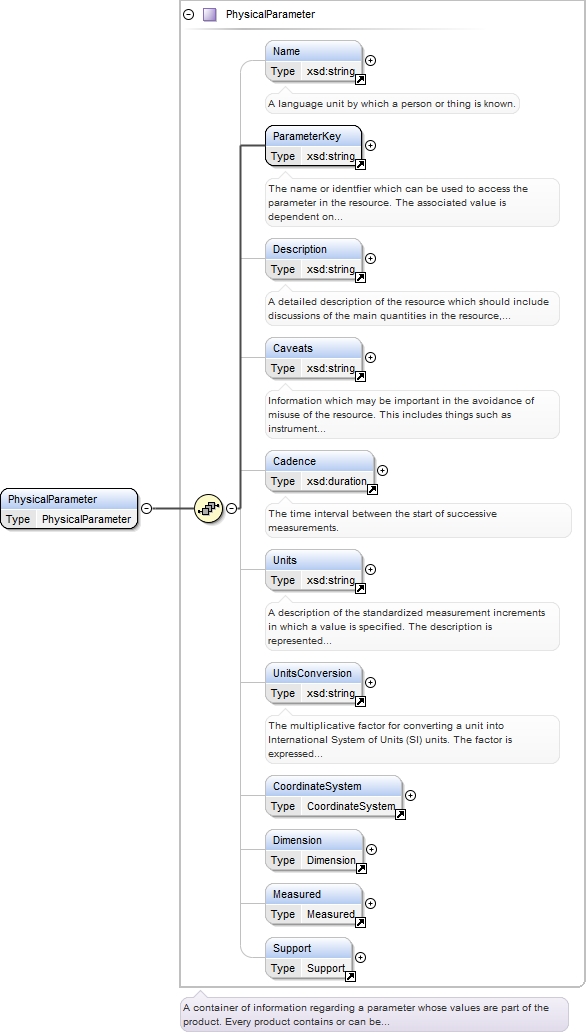 PhysicalParameter
Name
Type xsd:string
A language unit by which a person or thing is known.
ParameterKey
Type xsd:string
The name or identfier which can be used to access the
parameter in the resource. The associated value is
dependent on...
Description
Type xsd:string
A detailed description of the resource which should include
discussions of the main quantities in the resource,...
Caveats
Type xsd:string
Information which may be important in the avoidance of
misuse of the resource. This includes things such as
instrument...
Cadence
Type xsd:duration
The time interval between the start of successive
measurements.
PhysicalParameter
Type PhysicalParameter
Units
Type xsd:string
A description of the standardized measurement increments
in which a value is specified. The description is
represented...
UnitsConversion
Type xsd:string
The multiplicative factor for converting a unit into
International System of Units (SI) units. The factor is
expressed...
CoordinateSystem
Type CoordinateSystem
Dimension
Type Dimension
Measured
Type Measured
Support
Type Support
A container of information regarding a parameter whose values are part of the
product. Every product contains or can be...